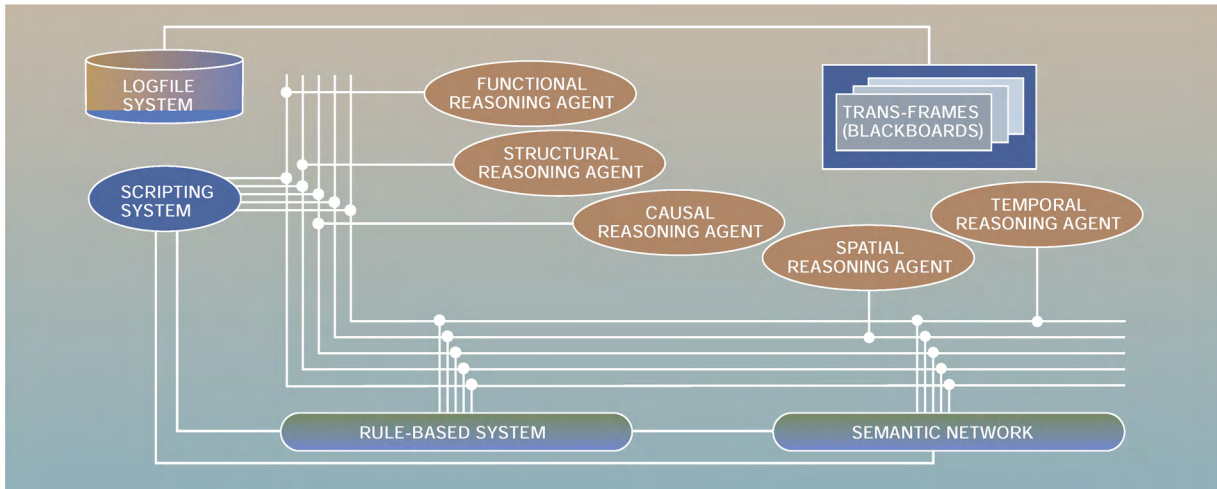 LOGFILE
SYSTEM
FUNCTIONAL
REASONING AGENT
TRANS-FRAMES
(BLACKBOARDS)
STRUCTURAL
REASONING AGENT
SCRIPTING
SYSTEM
CAUSAL
REASONING AGENT
TEMPORAL
REASONING AGENT
SPATIAL
REASONING AGENT
RULE-BASED SYSTEM
SEMANTIC NETWORK